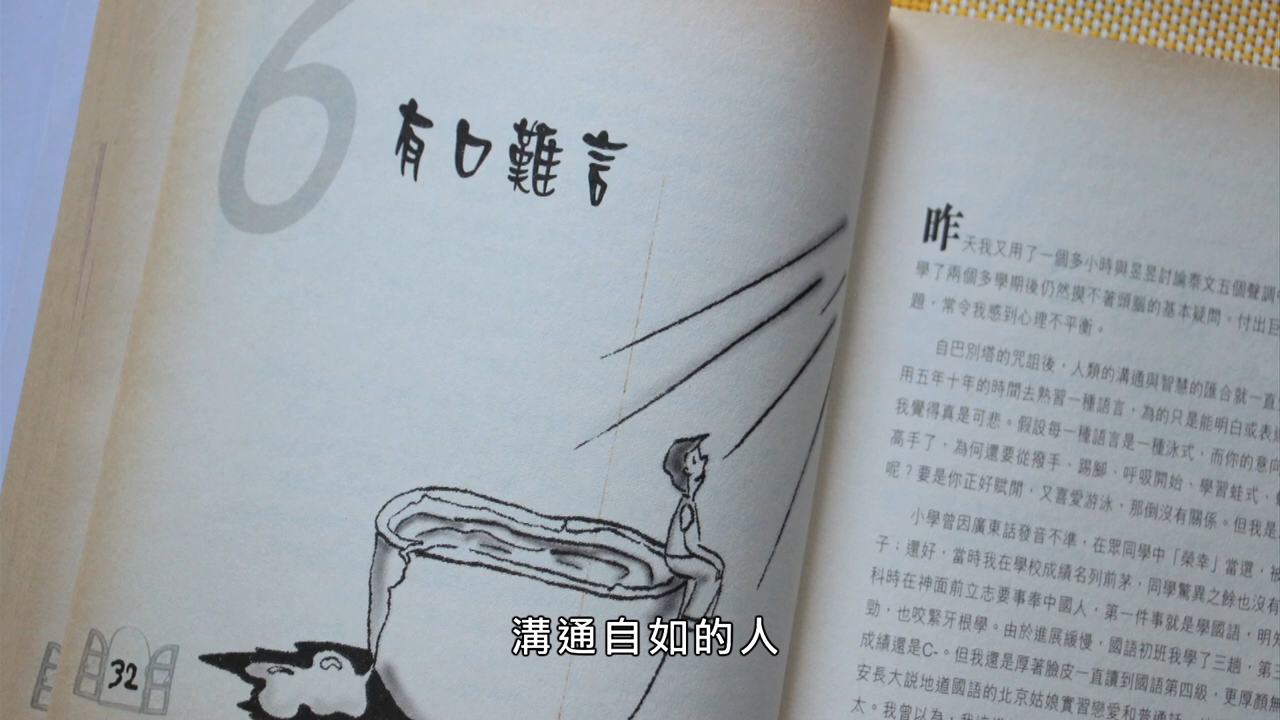 6
有口難言
32
昨天我又用了一個多小時與昱昱討論泰文五個聲調
學了兩個多學期後仍然摸不著頭腦的基本疑問。付出巨
題，常令我感到心理不平衡。
自巴別塔的咒詛後，人類的溝通與智慧的匯合就一直
用五年十年的時間去熟習一種語言，為的只是能明白或表
我覺得真是可悲。假設每一種語言是一種泳式，而你的意向
高手了，為何還要從撥手、踢腳、呼吸開始、學習蛙式、
呢？要是你正好賦閒，又喜愛游泳，那倒沒有關係。但我是
小學曾因廣東話發音不準，在眾同學中「榮幸」當選，被
子；還好，當時我在學校成績名列前茅，同學驚異之餘也沒有
科時在神面前立志要事奉中國人，第一件事就是學國語，明知
勁，也咬緊牙根學。由於進展緩慢，國語初班我學了三趟，第三
成績還是C-。但我還是厚著臉皮一直讀到國語第四級，更厚顏無
安長大說地道國語的北京姑娘實習戀愛和普通話
太。我曾以為，我
溝通自如的人